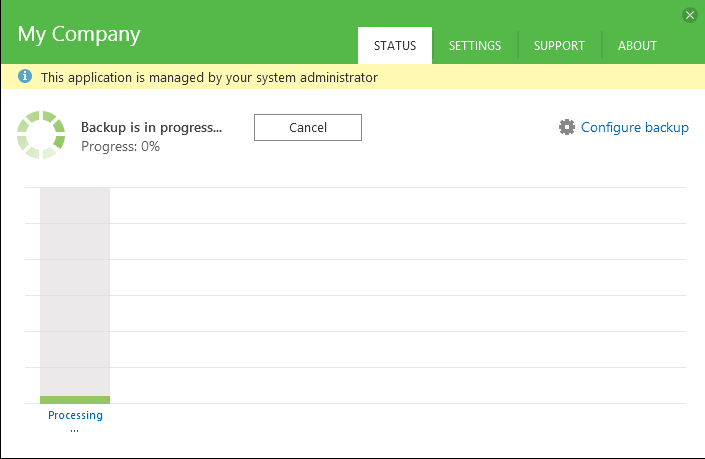 My Company
STATUS
SETTINGS
SUPPORT
ABOUT
This application is managed by your system administrator
Backup is in progress...
Cancel
Configure backup
Progress: 0%
Processing
...